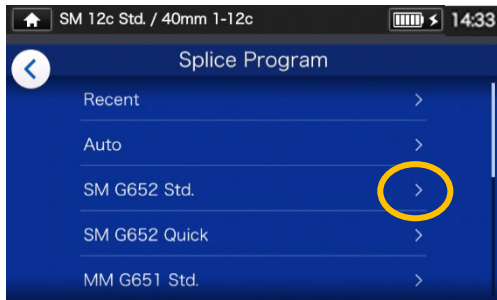 SM 12c Std. / 40mm 1-12c 14:33
Splice Program
Recent
Auto
SM G652 Std.
SM G652 Quick
MM G651 Std.